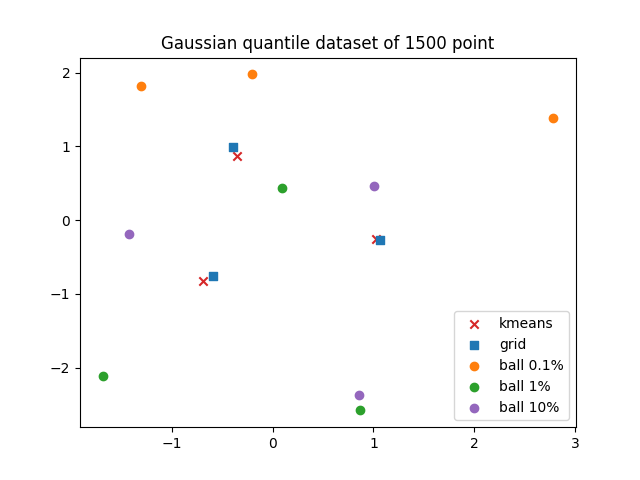 Gaussian quantile dataset of 1500 point
2
1
0
−1
−2
−1
0
1
2
3
kmeans
grid
ball 0.1%
ball 1%
ball 10%